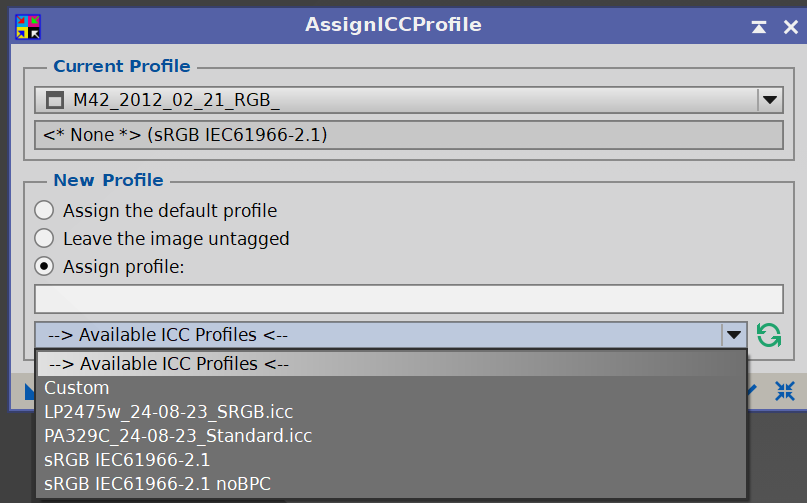 AssignICCProfile
Current Profile
M42_2012_02_21_RGB_
<* None *> (sRGB IEC61966-2.1)
New Profile
Assign the default profile
Leave the image untagged
Assign profile:
--> Available ICC Profiles <--
--> Available ICC Profiles <--
Custom
LP2475w_24-08-23_SRGB.icc
PA329C_24-08-23_Standard.icc
sRGB IEC61966-2.1
sRGB IEC61966-2.1 noBPC